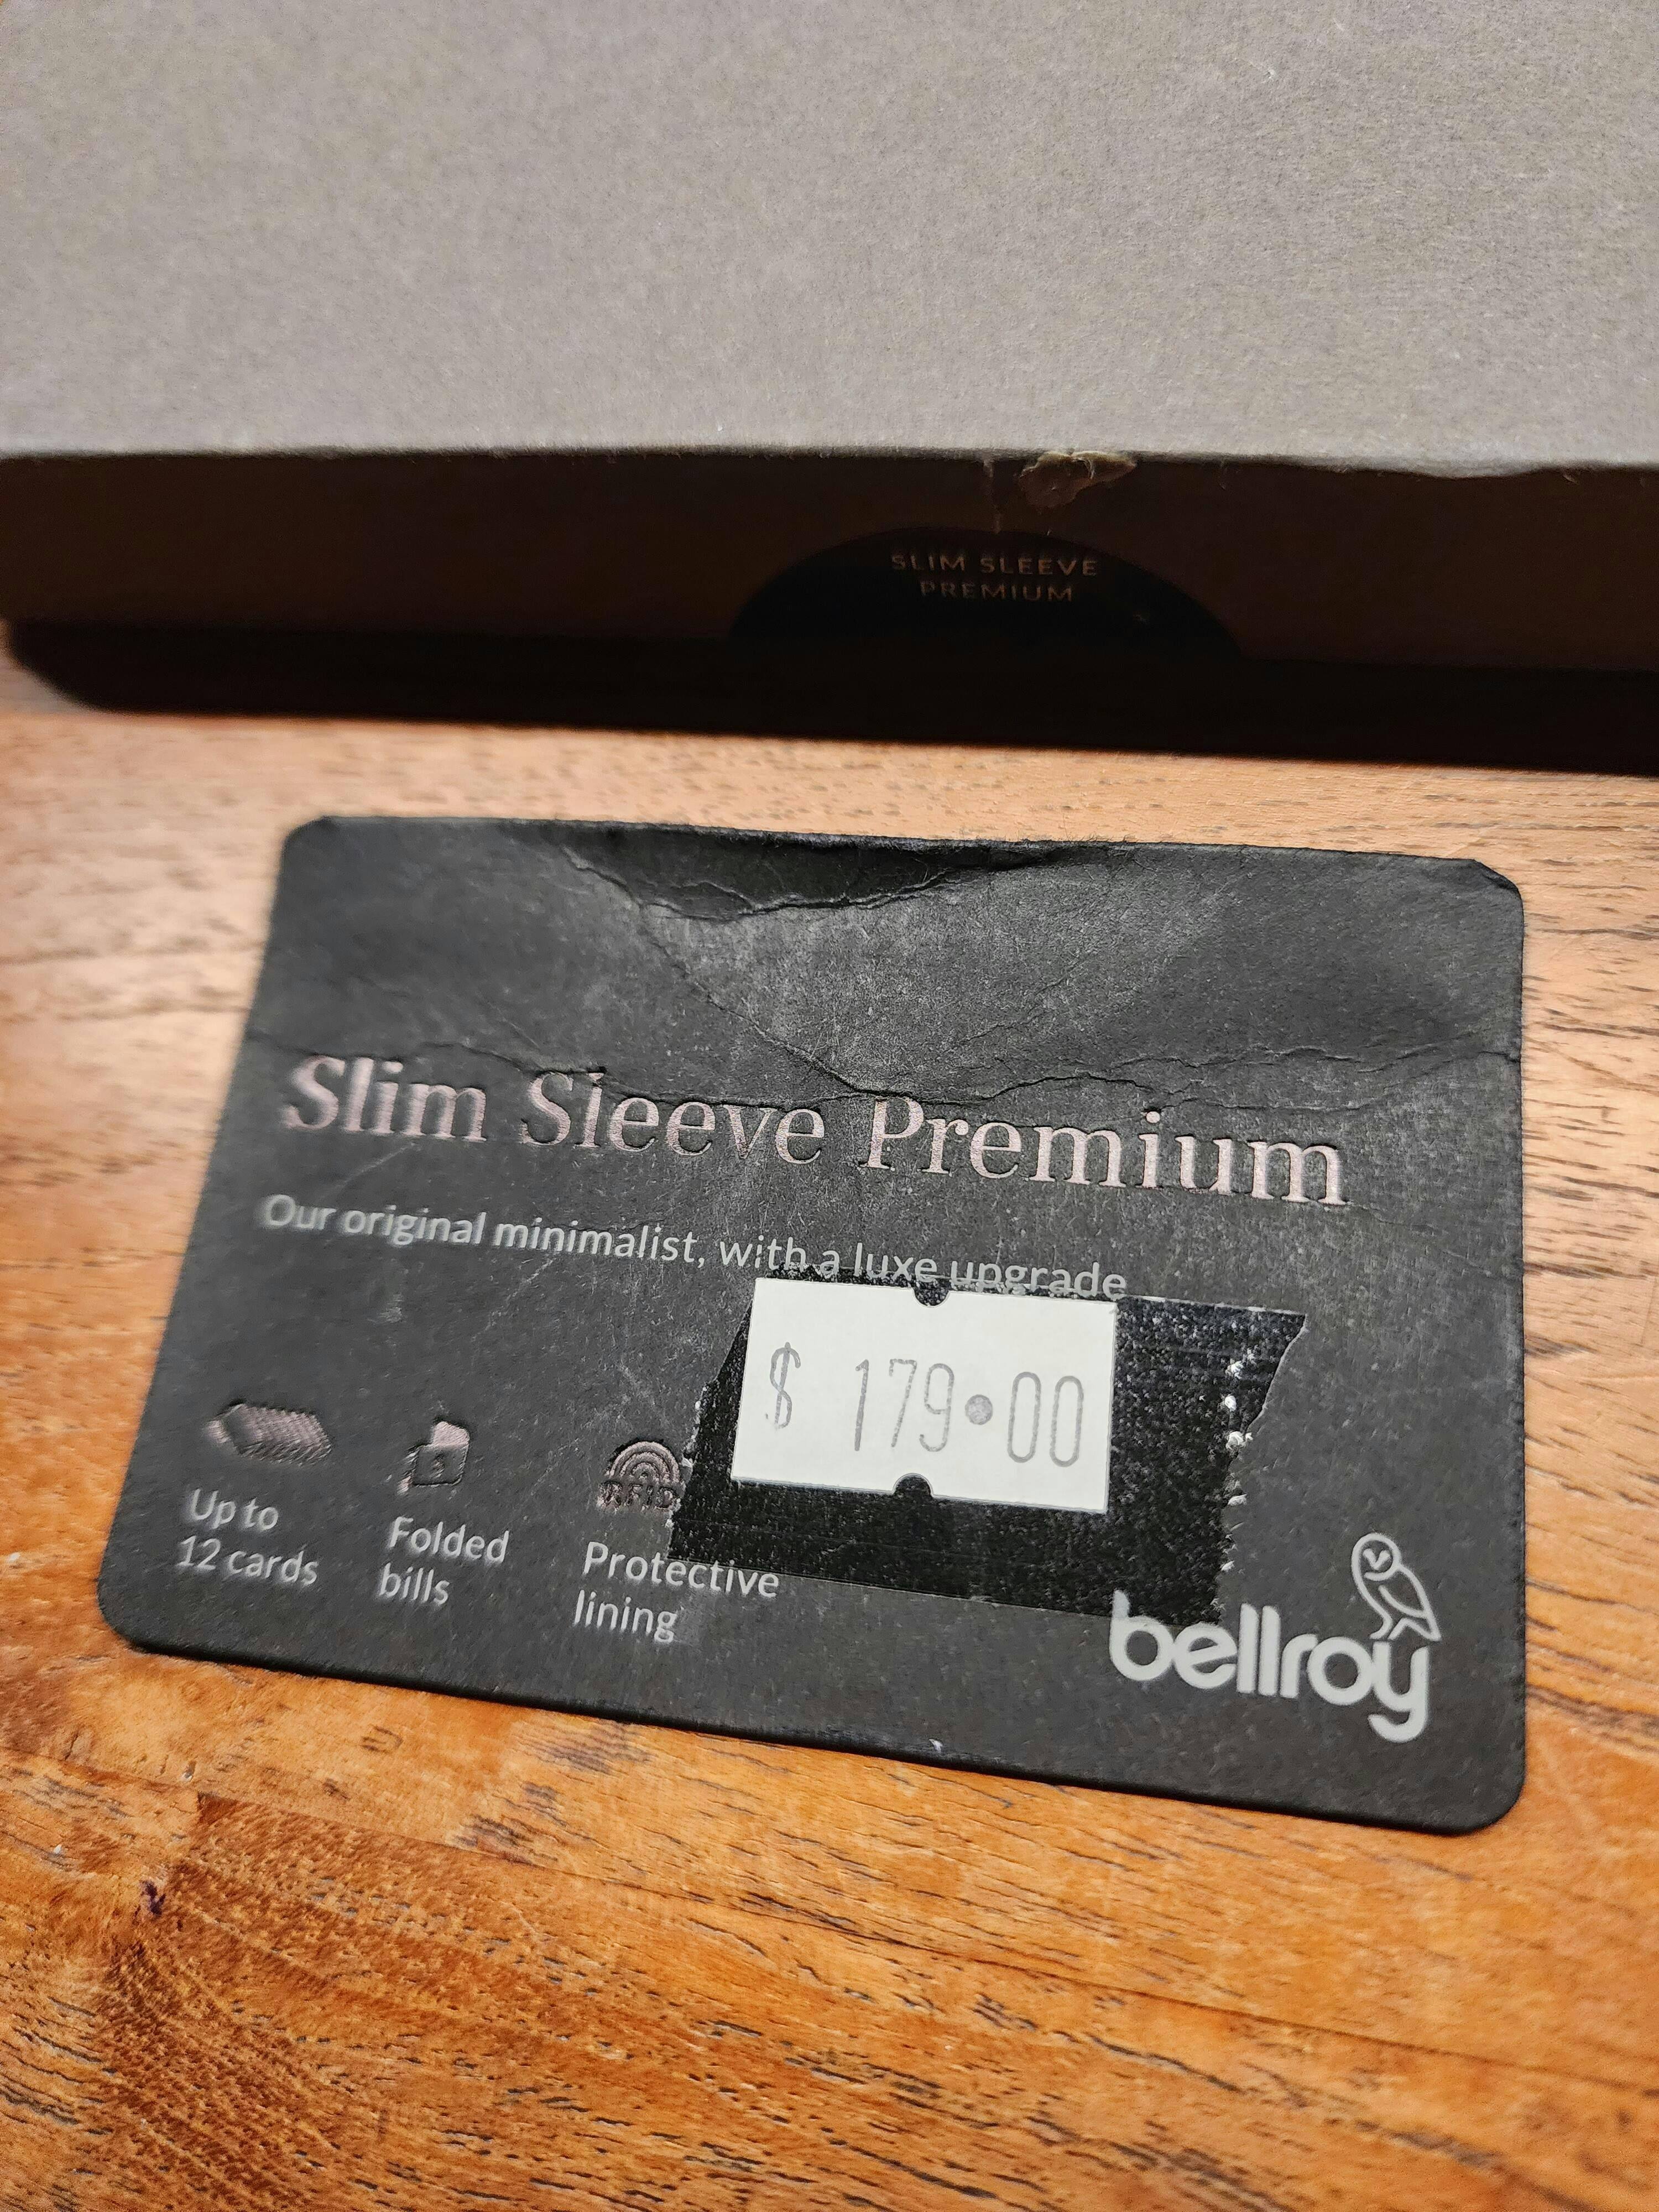 SLIM SLEEVE
PREMIUM
Slim Sleeve Premium
Our original minimalist, with a luxe upgrade
$ 179.00
RFID
Up to
12 cards
Folded
bills
Protective
lining
bellroy